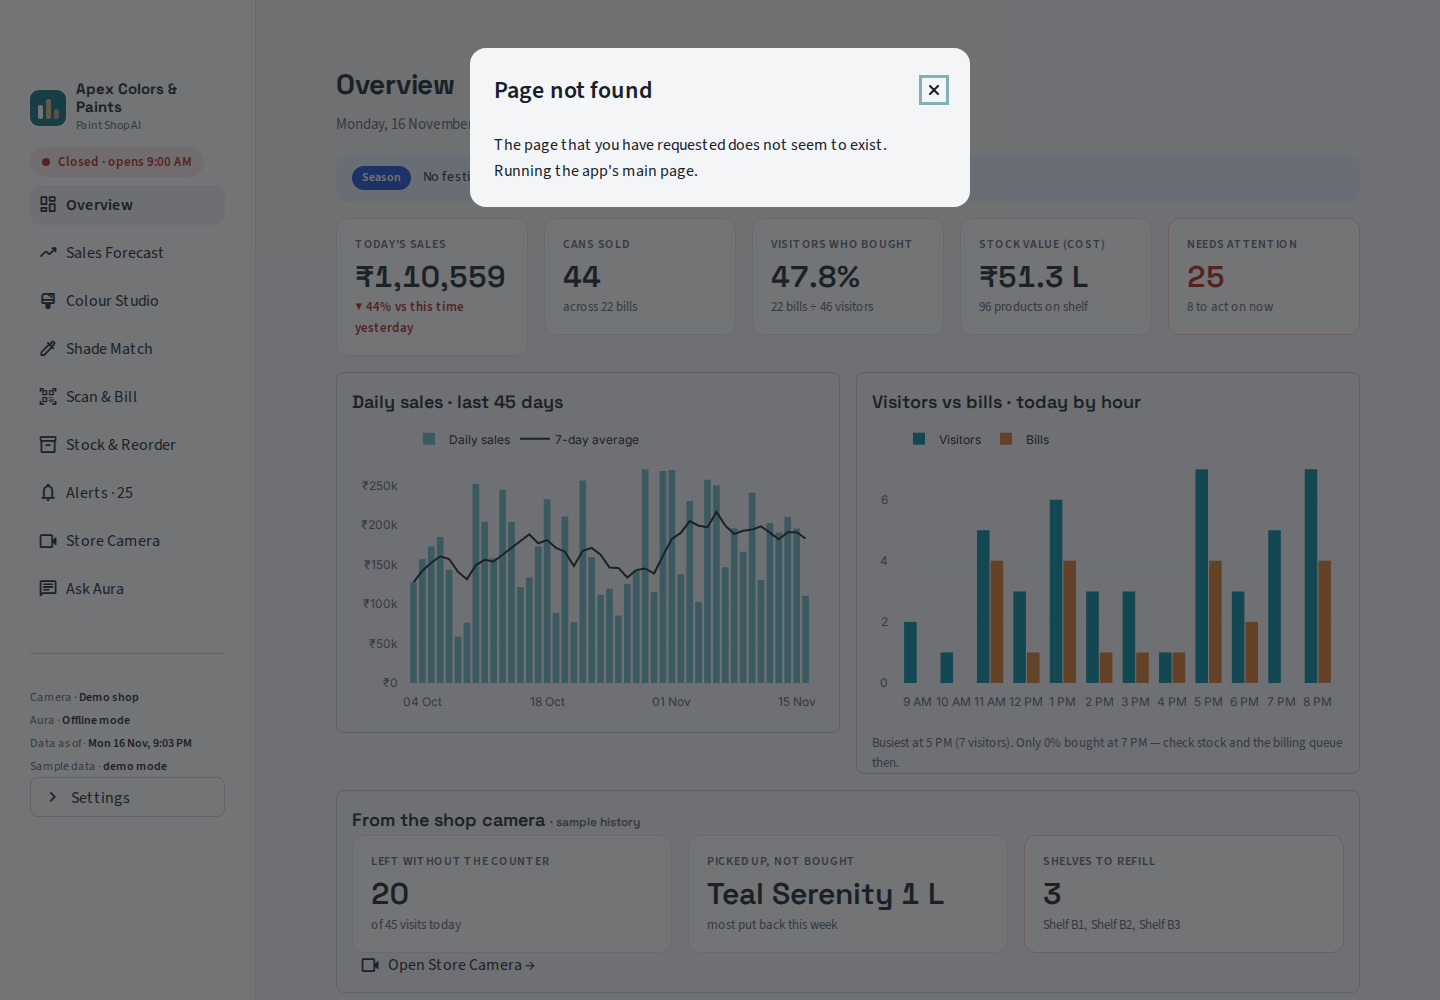 Apex Colors &
Paints
Paint Shop AI
Closed · opens 9:00 AM
Overview
Sales Forecast
Colour Studio
Shade Match
Scan & Bill
Stock & Reorder
Alerts · 25
Store Camera
Ask Aura
Camera · Demo shop
Aura · Offline mode
Data as of · Mon 16 Nov, 9:03 PM
Sample data · demo mode
Settings
Page not found
The page that you have requested does not seem to exist.
Running the app's main page.
Overview
Monday, 16 November
Season No festi
TODAY'S SALES
₹1,10,559
▼ 44% vs this time
yesterday
CANS SOLD
44
across 22 bills
VISITORS WHO BOUGHT
47.8%
22 bills ÷ 46 visitors
STOCK VALUE (COST)
₹51.3 L
96 products on shelf
NEEDS ATTENTION
25
8 to act on now
Daily sales · last 45 days
Daily sales 7-day average
₹250k
₹200k
₹150k
₹100k
₹50k
₹0
04 Oct 18 Oct 01 Nov 15 Nov
Visitors vs bills · today by hour
Visitors Bills
6
4
2
0
9 AM 10 AM 11 AM 12 PM 1 PM 2 PM 3 PM 4 PM 5 PM 6 PM 7 PM 8 PM
Busiest at 5 PM (7 visitors). Only 0% bought at 7 PM — check stock and the billing queue
then.
From the shop camera · sample history
LEFT WITHOUT THE COUNTER
20
of 45 visits today
PICKED UP, NOT BOUGHT
Teal Serenity 1 L
most put back this week
SHELVES TO REFILL
3
Shelf B1, Shelf B2, Shelf B3
Open Store Camera →